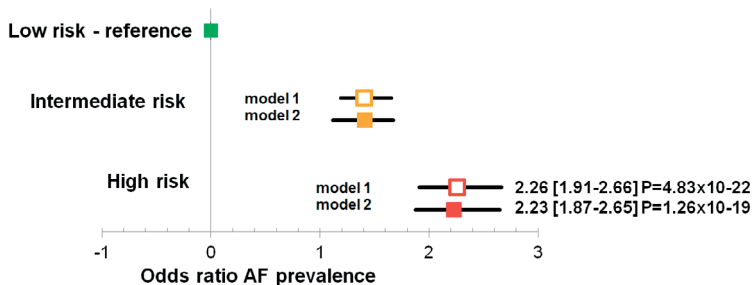 Low risk - reference
Intermediate risk
model 1
model 2
High risk
model 1
model 2
2.26 [1.91-2.66] P=4.83x10-22
2.23 [1.87-2.65] P=1.26x10-19
-1 0 1 2 3
Odds ratio AF prevalence